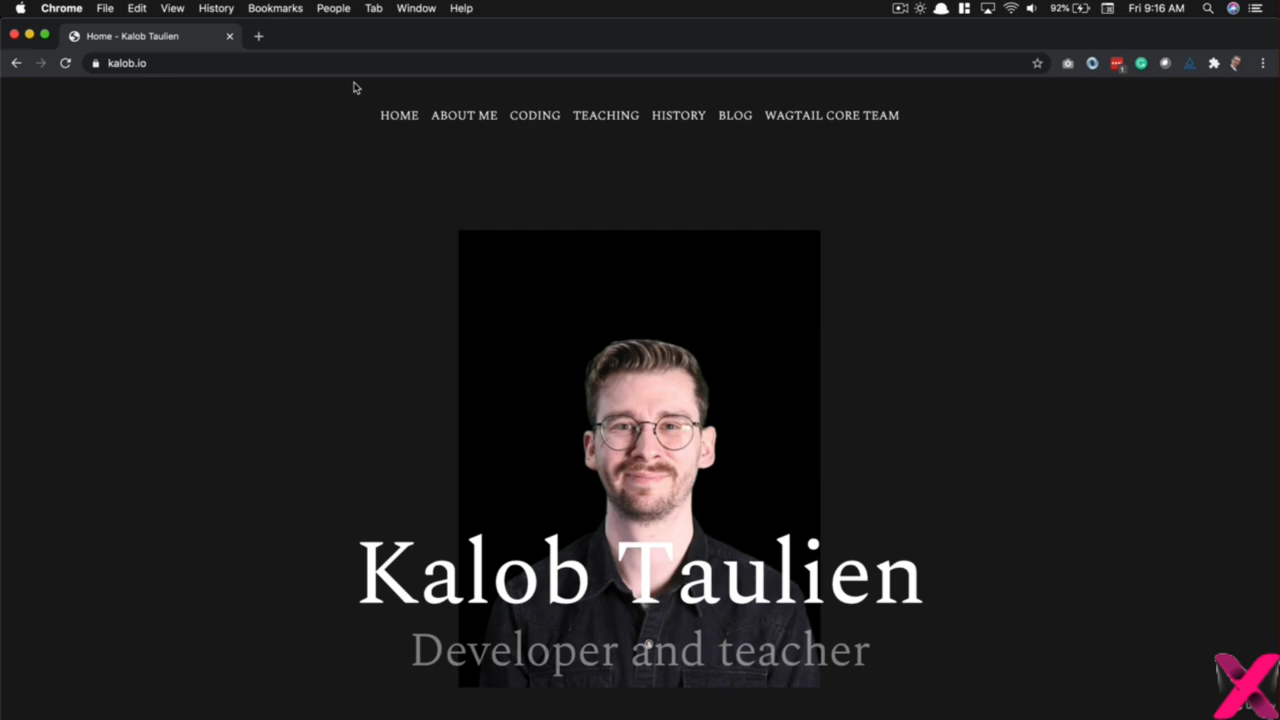 Chrome File Edit View History Bookmarks People Tab Window Help 92% Fri 9:16 AM
Home - Kalob Taulien
kalob.io
HOME ABOUT ME CODING TEACHING HISTORY BLOG WAGTAIL CORE TEAM
Kalob Taulien
Developer and teacher
X